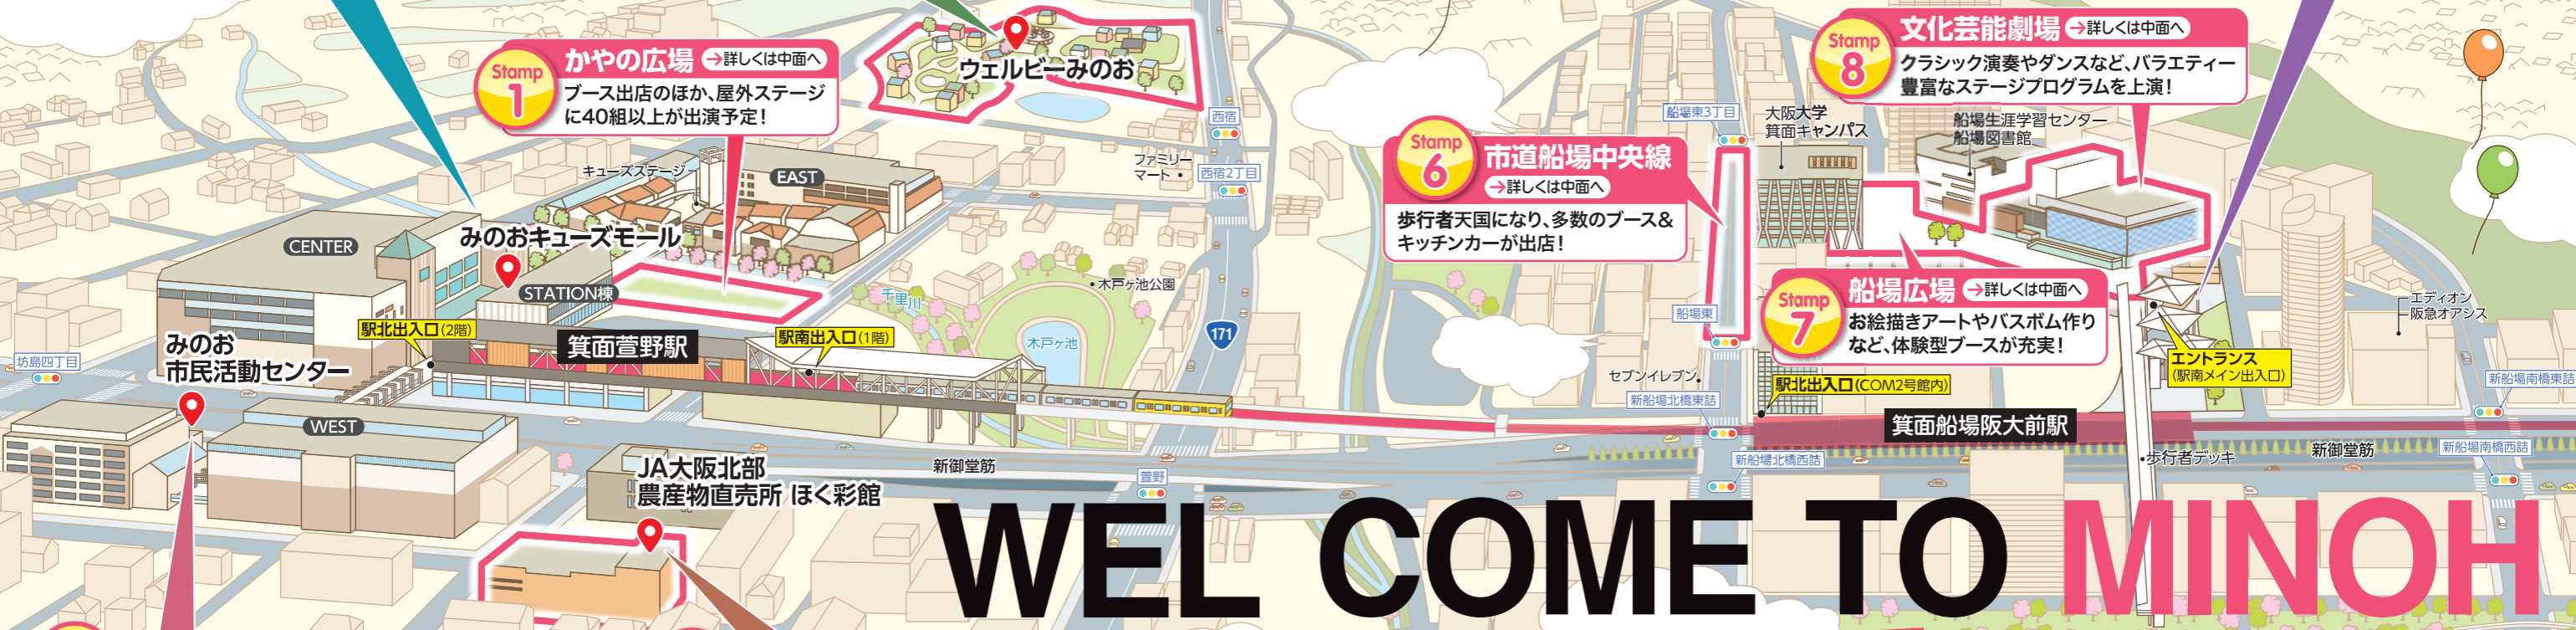 Stamp
1
かやの広場 →詳しくは中面へ
ブース出店のほか、屋外ステージ
に40組以上が出演予定！
ウェルビーみのお
西宿
ファミリー
マート
西宿2丁目
キューズステージ
EAST
CENTER
みのおキューズモール
STATION棟
千里川
木戸ヶ池公園
木戸ヶ池
171
駅北出入口(2階)
箕面萱野駅
駅南出入口(1階)
坊島四丁目
みのお
市民活動センター
WEST
JA大阪北部
農産物直売所 ほく彩館
新御堂筋
萱野
Stamp
6
市道船場中央線
→詳しくは中面へ
歩行者天国になり、多数のブース&
キッチンカーが出店！
船場東3丁目
大阪大学
箕面キャンパス
Stamp
8
文化芸能劇場 →詳しくは中面へ
クラシック演奏やダンスなど、バラエティー
豊富なステージプログラムを上演！
船場生涯学習センター
船場図書館
Stamp
7
船場広場 →詳しくは中面へ
お絵描きアートやバスボム作り
など、体験型ブースが充実！
船場東
セブンイレブン
新船場北橋東詰
駅北出入口(COM2号館内)
箕面船場阪大前駅
エントランス
(駅南メイン出入口)
エディオン
阪急オアシス
新船場南橋東詰
新船場北橋西詰
歩行者デッキ
新御堂筋
新船場南橋西詰
WEL COME TO MINOH